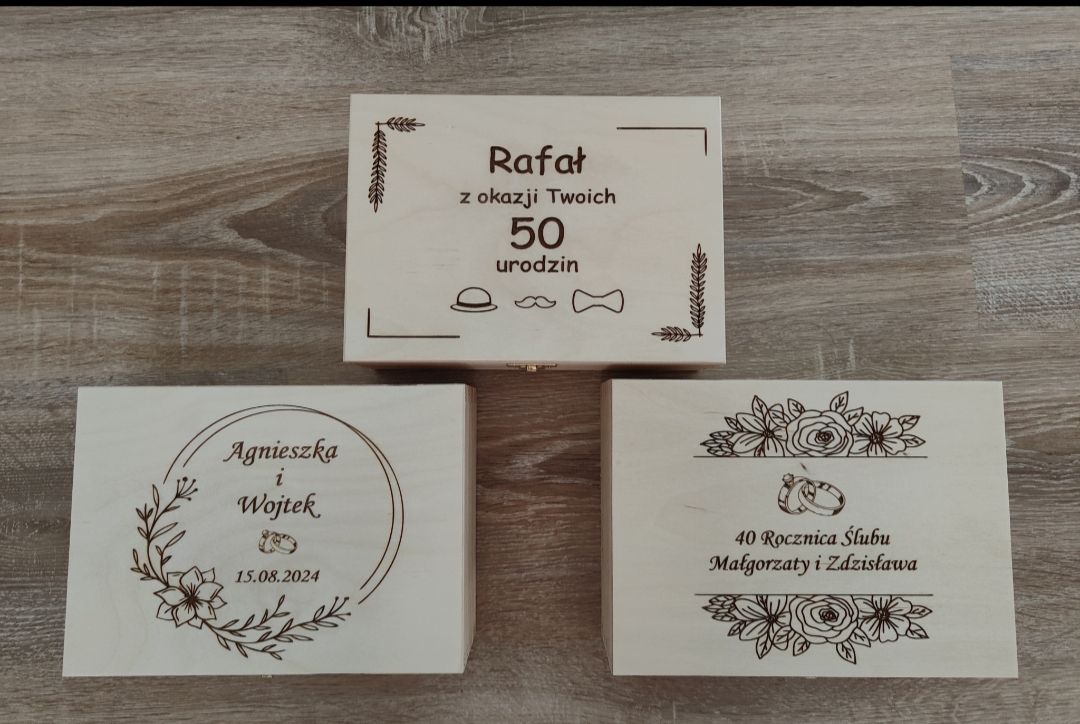 Rafał
z okazji Twoich
50
urodzin
Agnieszka
i
Wojtek
15.08.2024
40 Rocznica Ślubu
Małgorzaty i Zdzisława